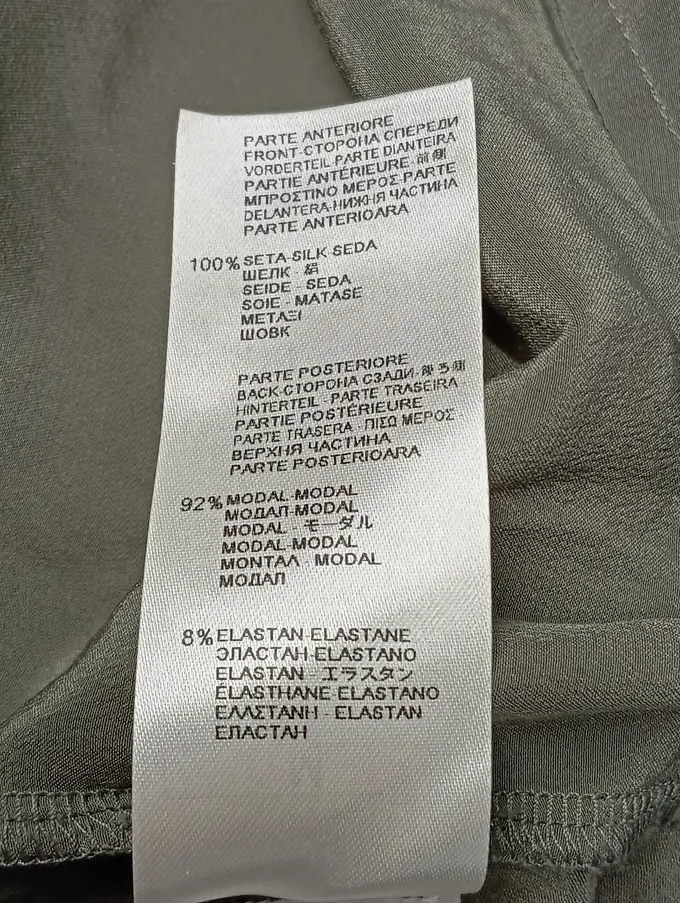 PARTE ANTERIORE
FRONT-СТОРОНА СПЕРЕДИ
VORDERTEIL-PARTE DIANTEIRA
PARTIE ANTÉRIEURE-前側
ΜΠΡΟΣΤΙΝΟ ΜΕΡΟΣ-PARTE
DELANTERA-НИЖНЯ ЧАСТИНА
PARTE ANTERIOARA
100% SETA-SILK-SEDA
ШЕЛК - 絹
SEIDE - SEDA
SOIE - MATASE
ΜΕΤΑΞΙ
ШОВК
PARTE POSTERIORE
BACK-СТОРОНА СЗАДИ-後ろ側
HINTERTEIL - PARTE TRASEIRA -
PARTIE POSTÉRIEURE
PARTE TRASERA - ΠΙΣΩ ΜΕΡΟΣ
ВЕРХНЯ ЧАСТИНА
PARTE POSTERIOARA
92% MODAL-MODAL
МОДАЛ-MODAL
MODAL - モーダル
MODAL-MODAL
ΜΟΝΤΑΛ - MODAL
МОДАЛ
8% ELASTAN-ELASTANE
ЭЛАСТАН-ELASTANO
ELASTAN - エラスタン
ÉLASTHANE-ELASTANO
ΕΛΑΣΤΑΝΗ - ELASTAN
ЕЛАСТАН